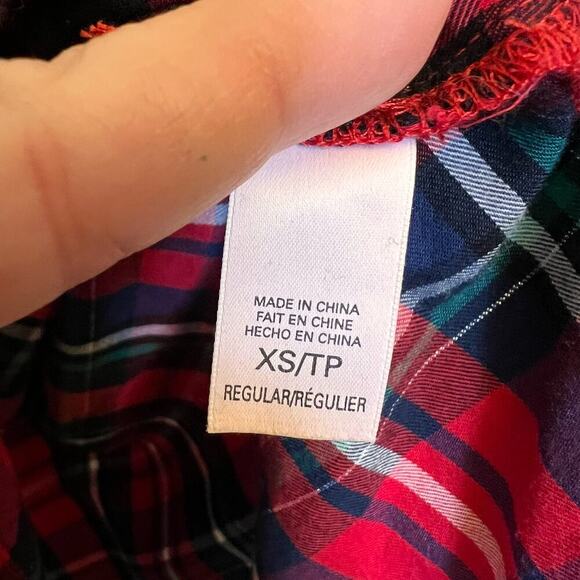 MADE IN CHINA
FAIT EN CHINE
HECHO EN CHINA
XS/TP
REGULAR/RÉGULIER